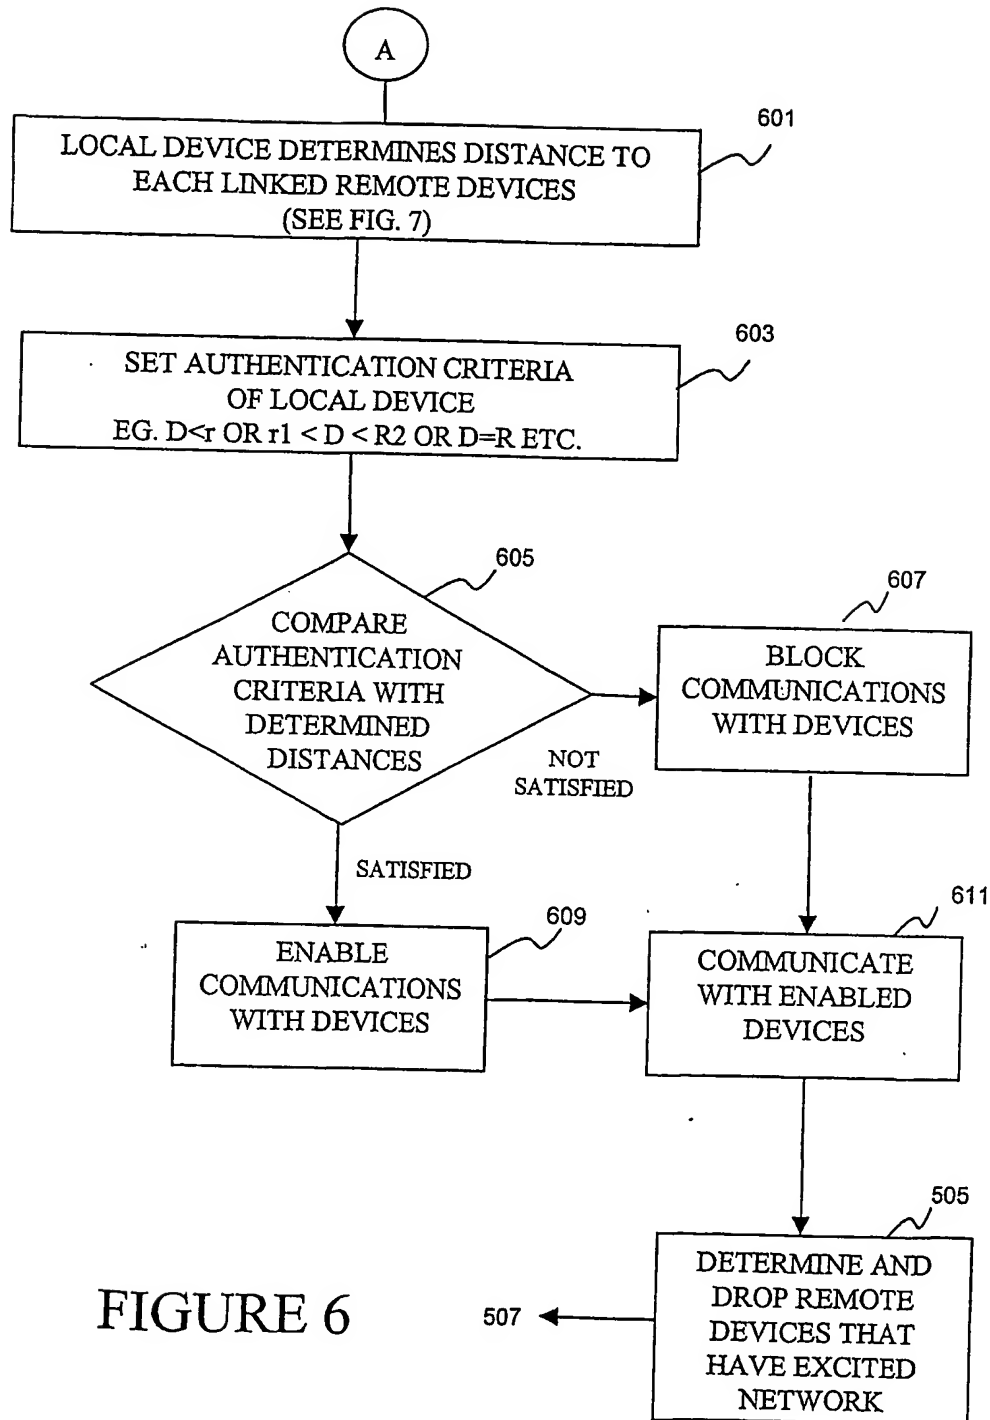 A
601
LOCAL DEVICE DETERMINES DISTANCE TO
EACH LINKED REMOTE DEVICES
(SEE FIG. 7)
603
SET AUTHENTICATION CRITERIA
OF LOCAL DEVICE
EG. D<r OR r1 < D < R2 OR D=R ETC.
605
COMPARE
AUTHENTICATION
CRITERIA WITH
DETERMINED
DISTANCES
607
BLOCK
COMMUNICATIONS
WITH DEVICES
NOT
SATISFIED
SATISFIED
609
ENABLE
COMMUNICATIONS
WITH DEVICES
611
COMMUNICATE
WITH ENABLED
DEVICES
505
DETERMINE AND
DROP REMOTE
DEVICES THAT
HAVE EXCITED
NETWORK
507
FIGURE 6